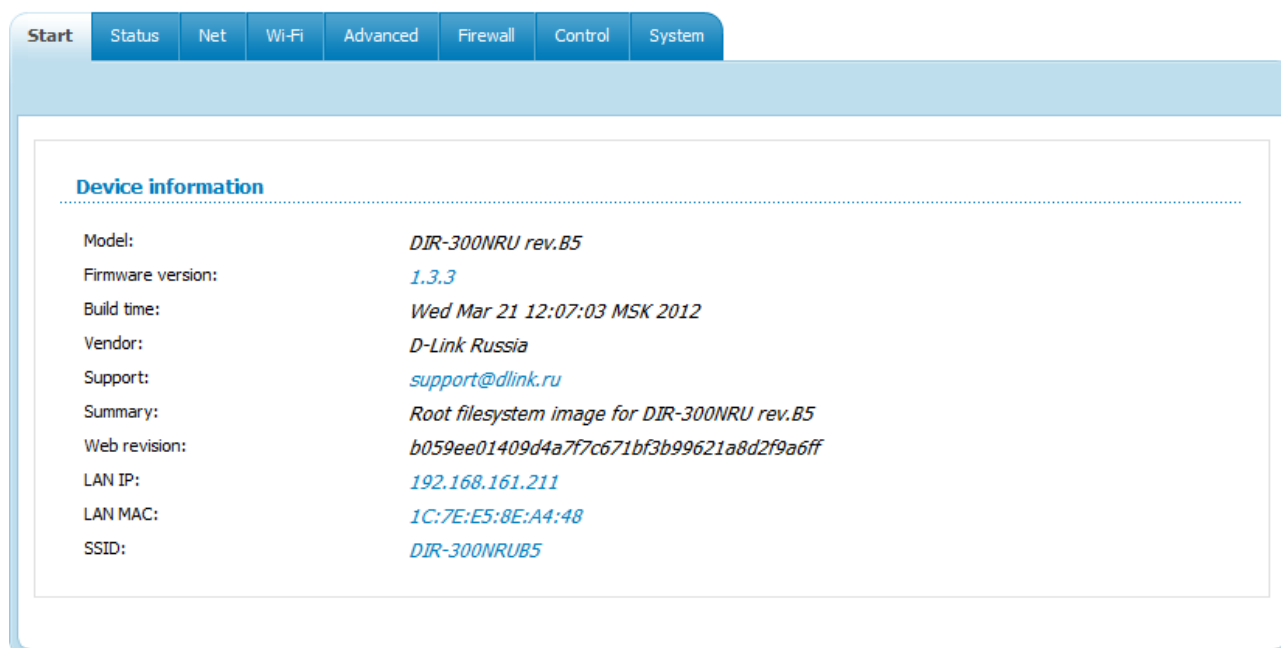 Start Status Net Wi-Fi Advanced Firewall Control System
Device information
Model: DIR-300NRU rev.B5
Firmware version: 1.3.3
Build time: Wed Mar 21 12:07:03 MSK 2012
Vendor: D-Link Russia
Support: support@dlink.ru
Summary: Root filesystem image for DIR-300NRU rev.B5
Web revision: b059ee01409d4a7f7c671bf3b99621a8d2f9a6ff
LAN IP: 192.168.161.211
LAN MAC: 1C:7E:E5:8E:A4:48
SSID: DIR-300NRUB5